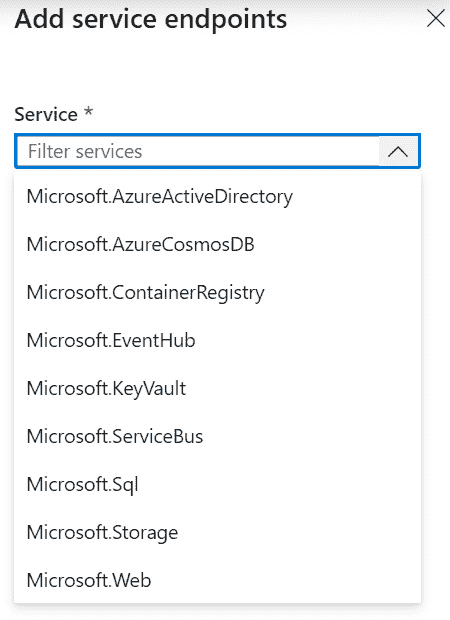 Add service endpoints
Service *
Filter services
Microsoft.AzureActiveDirectory
Microsoft.AzureCosmosDB
Microsoft.ContainerRegistry
Microsoft.EventHub
Microsoft.KeyVault
Microsoft.ServiceBus
Microsoft.Sql
Microsoft.Storage
Microsoft.Web